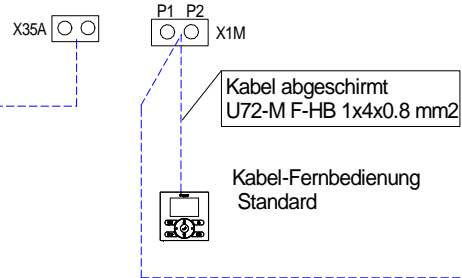 P1 P2
X35A
X1M
Kabel abgeschirmt
U72-M F-HB 1x4x0.8 mm2
Kabel-Fernbedienung
Standard